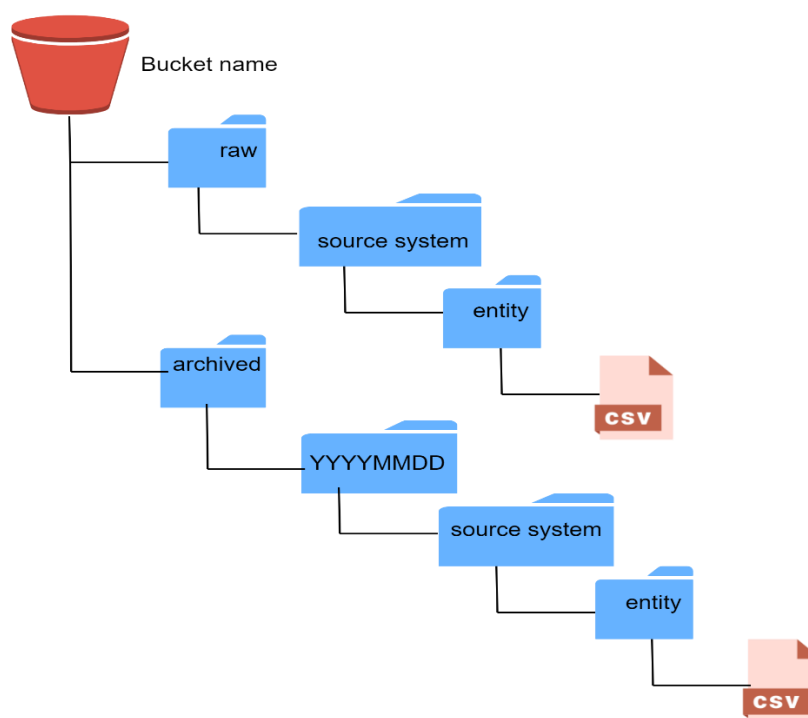 Bucket name
raw
source system
entity
archived
CSV
YYYYMMDD
source system
entity
CSV